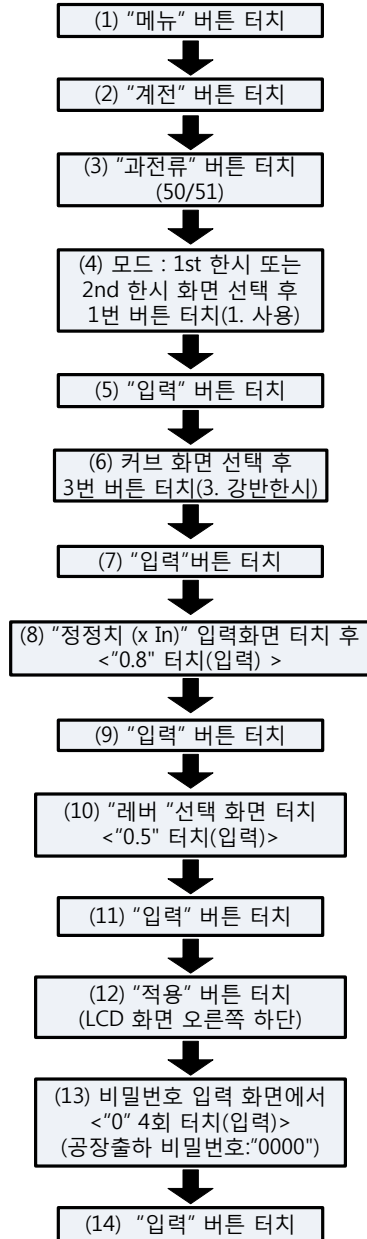 (1) "메뉴" 버튼 터치
(2) "계전" 버튼 터치
(3) "과전류" 버튼 터치
(50/51)
(4) 모드 : 1st 한시 또는
2nd 한시 화면 선택 후
1번 버튼 터치(1. 사용)
(5) "입력" 버튼 터치
(6) 커브 화면 선택 후
3번 버튼 터치(3. 강반한시)
(7) "입력"버튼 터치
(8) "정정치 (x In)" 입력화면 터치 후
<"0.8" 터치(입력) >
(9) "입력" 버튼 터치
(10) "레버 "선택 화면 터치
<"0.5" 터치(입력)>
(11) "입력" 버튼 터치
(12) "적용" 버튼 터치
(LCD 화면 오른쪽 하단)
(13) 비밀번호 입력 화면에서
<"0" 4회 터치(입력)>
(공장출하 비밀번호:"0000")
(14) "입력" 버튼 터치